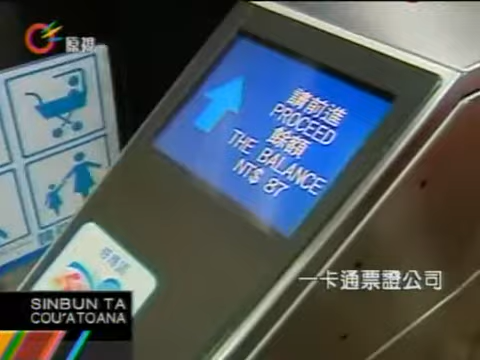 原視
請前進
PROCEED
餘額
THE BALANCE
NT$ 87
一卡通票證公司
SINBUN TA
COU'ATOANA